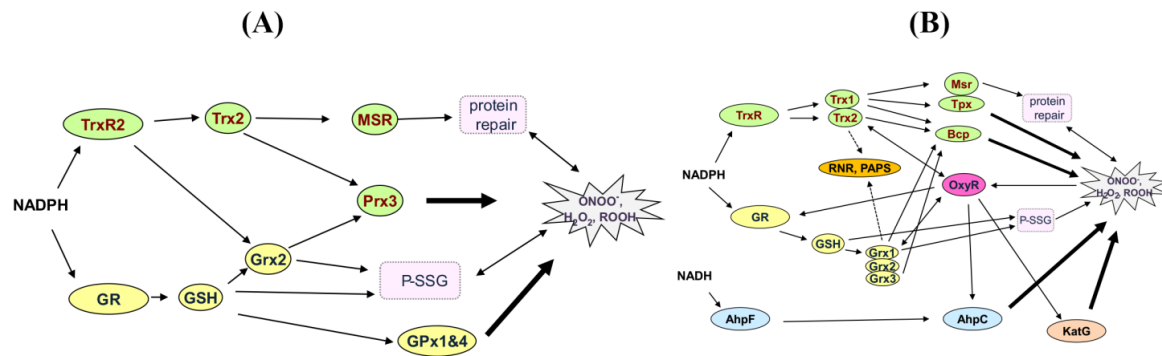 (A)
TrxR2
Trx2
MSR
protein
repair
NADPH
Prx3
ONOO⁻,
H₂O₂, ROOH
Grx2
P-SSG
GR
GSH
GPx1&4
(B)
Msr
Trx1
Tpx
protein
repair
TrxR
Trx2
Bcp
NADPH
RNR, PAPS
OxyR
ONOO⁻,
H₂O₂, ROOH
GR
P-SSG
GSH
Grx1
Grx2
Grx3
NADH
AhpF
AhpC
KatG